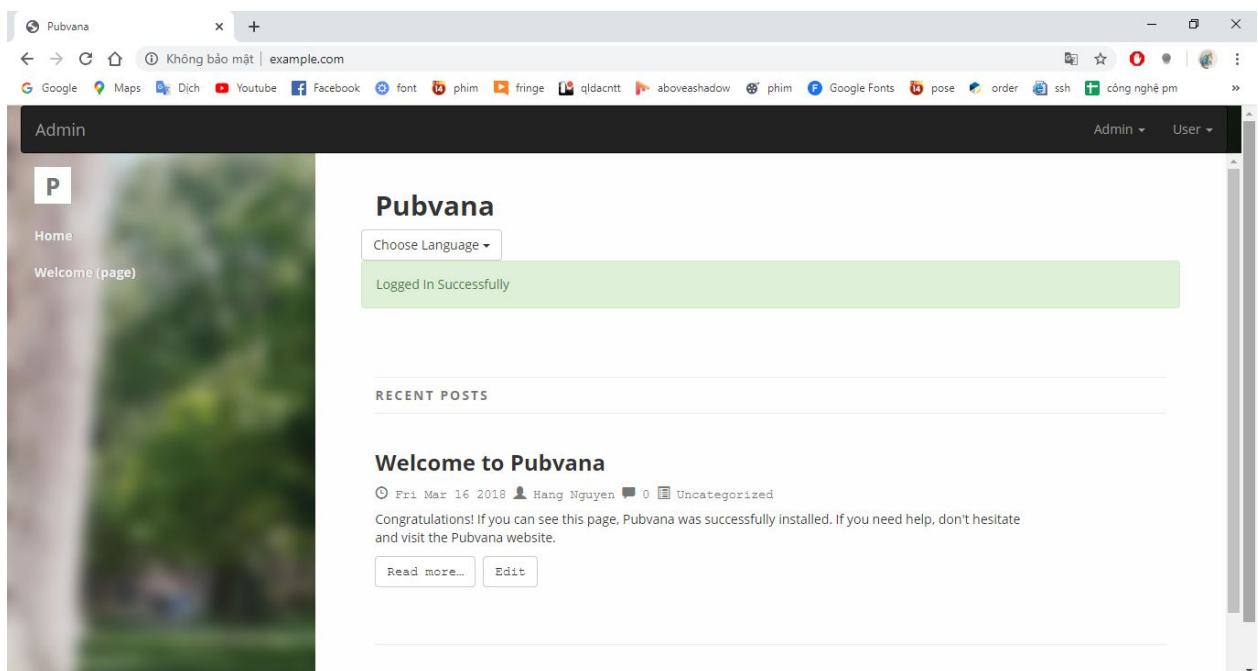 Pubvana
Không bảo mật | example.com
Google Maps Dịch Youtube Facebook font phim fringe qldacntt aboveashadow phim Google Fonts pose order ssh công nghệ pm »
Admin Admin User
P
Home
Welcome (page)
Pubvana
Choose Language
Logged In Successfully
RECENT POSTS
Welcome to Pubvana
Fri Mar 16 2018 Hang Nguyen 0 Uncategorized
Congratulations! If you can see this page, Pubvana was successfully installed. If you need help, don't hesitate
and visit the Pubvana website.
Read more… Edit